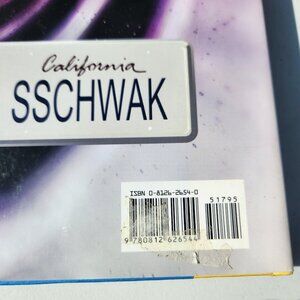 California
SSCHWAK
ISBN 0-8126-2654-0
51795
9 780812 626544